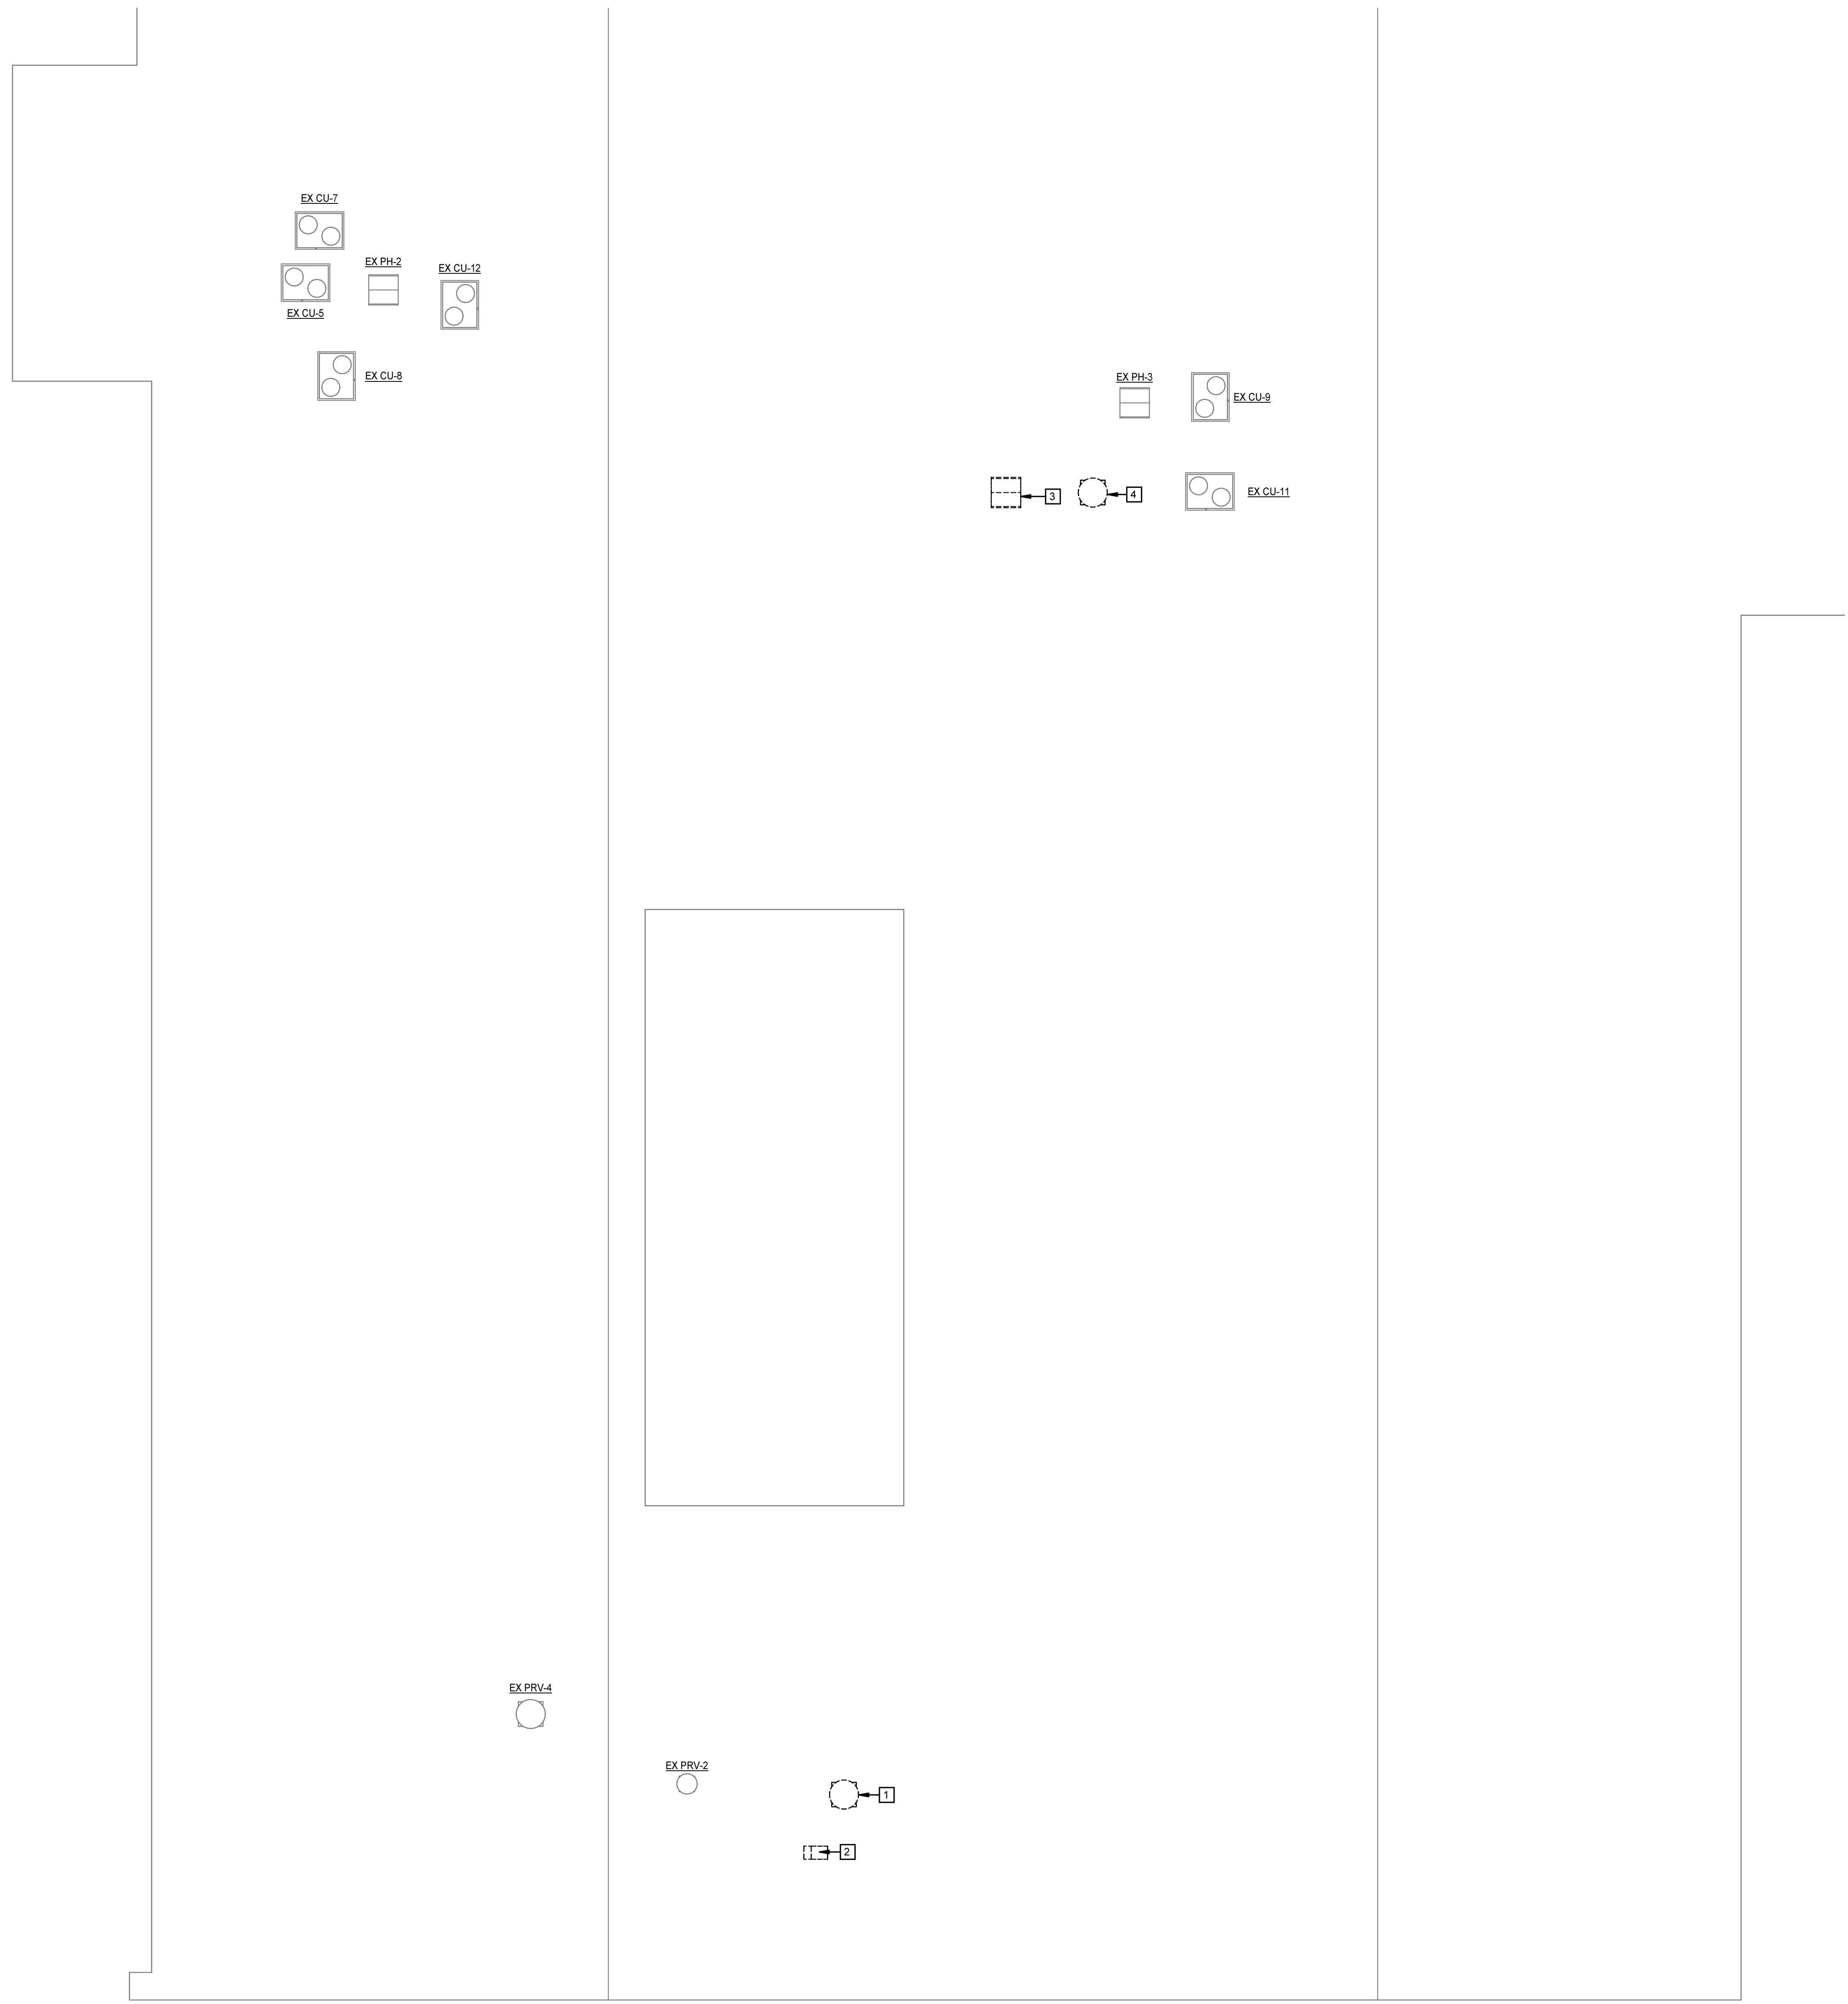 EX CU-7
EX PH-2
EX CU-12
EX CU-5
EX CU-8
EX PH-3
EX CU-9
3
4
EX CU-11
EX PRV-4
EX PRV-2
1
2